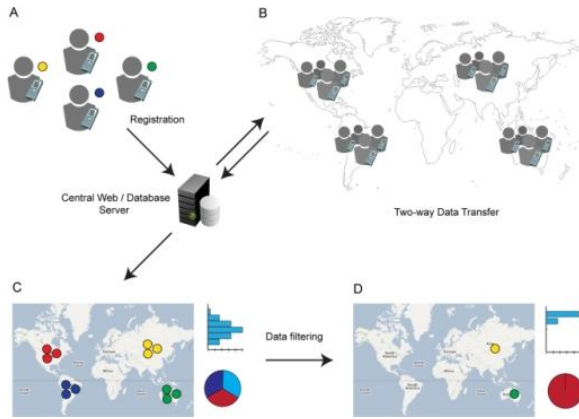 A
B
Registration
Central Web / Database
Server
Two-way Data Transfer
C
D
Data filtering